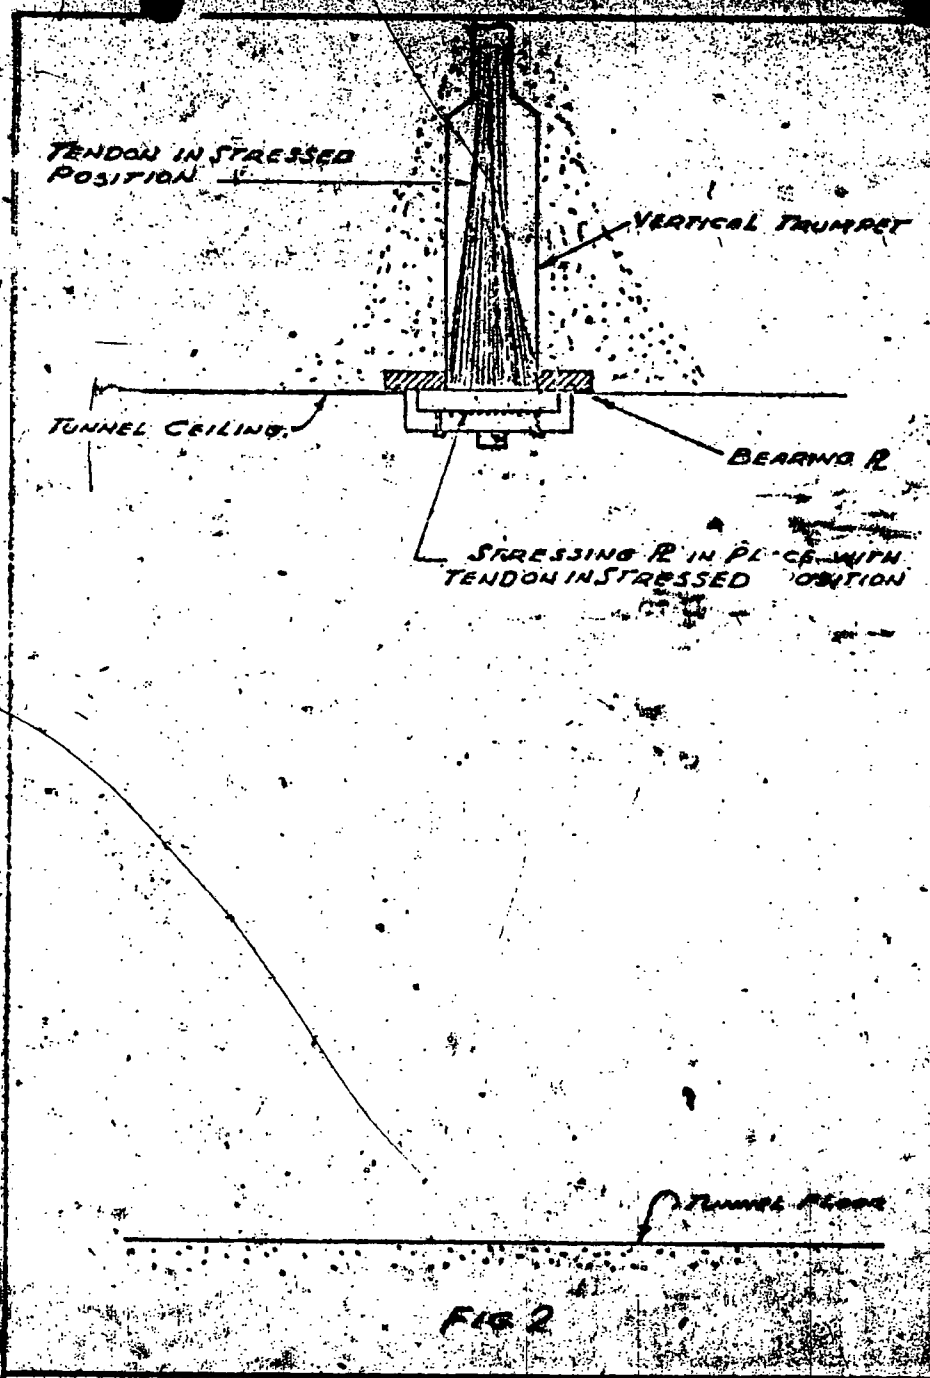 TENDON IN STRESSED
POSITION
VERTICAL TRUMPET
TUNNEL CEILING
BEARING ⅊
STRESSING ⅊ IN PL CE WITH
TENDON IN STRESSED OSITION
TUNNEL FLOOR
FIG 2